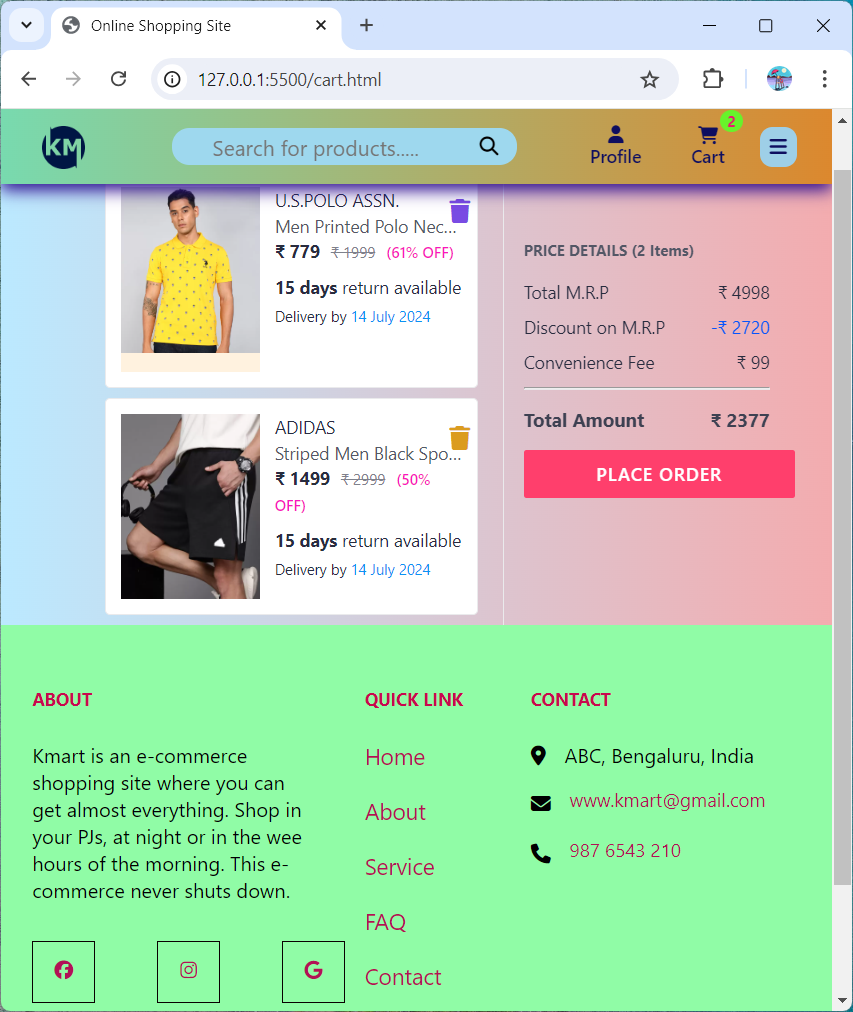 Online Shopping Site
127.0.0.1:5500/cart.html
KM
Search for products.....
Profile
2
Cart
U.S.POLO ASSN.
Men Printed Polo Nec...
₹ 779 ₹ 1999 (61% OFF)
15 days return available
Delivery by 14 July 2024
ADIDAS
Striped Men Black Spo...
₹ 1499 ₹ 2999 (50%
OFF)
15 days return available
Delivery by 14 July 2024
PRICE DETAILS (2 Items)
Total M.R.P ₹ 4998
Discount on M.R.P -₹ 2720
Convenience Fee ₹ 99
Total Amount ₹ 2377
PLACE ORDER
ABOUT
Kmart is an e-commerce
shopping site where you can
get almost everything. Shop in
your PJs, at night or in the wee
hours of the morning. This e-
commerce never shuts down.
QUICK LINK
Home
About
Service
FAQ
Contact
CONTACT
ABC, Bengaluru, India
www.kmart@gmail.com
987 6543 210